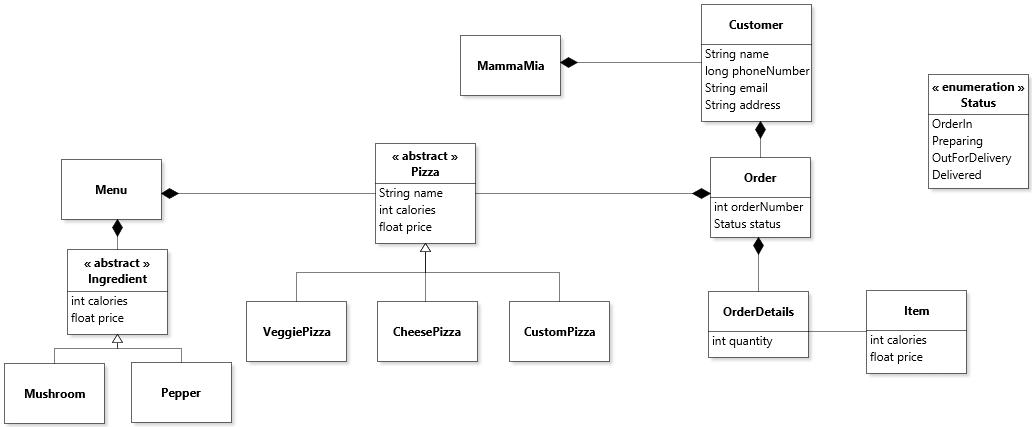 Customer
String name
long phoneNumber
String email
String address
MammaMia
« enumeration »
Status
OrderIn
Preparing
OutForDelivery
Delivered
« abstract »
Pizza
String name
int calories
float price
Menu
Order
int orderNumber
Status status
« abstract »
Ingredient
int calories
float price
VeggiePizza
CheesePizza
CustomPizza
OrderDetails
int quantity
Item
int calories
float price
Mushroom
Pepper